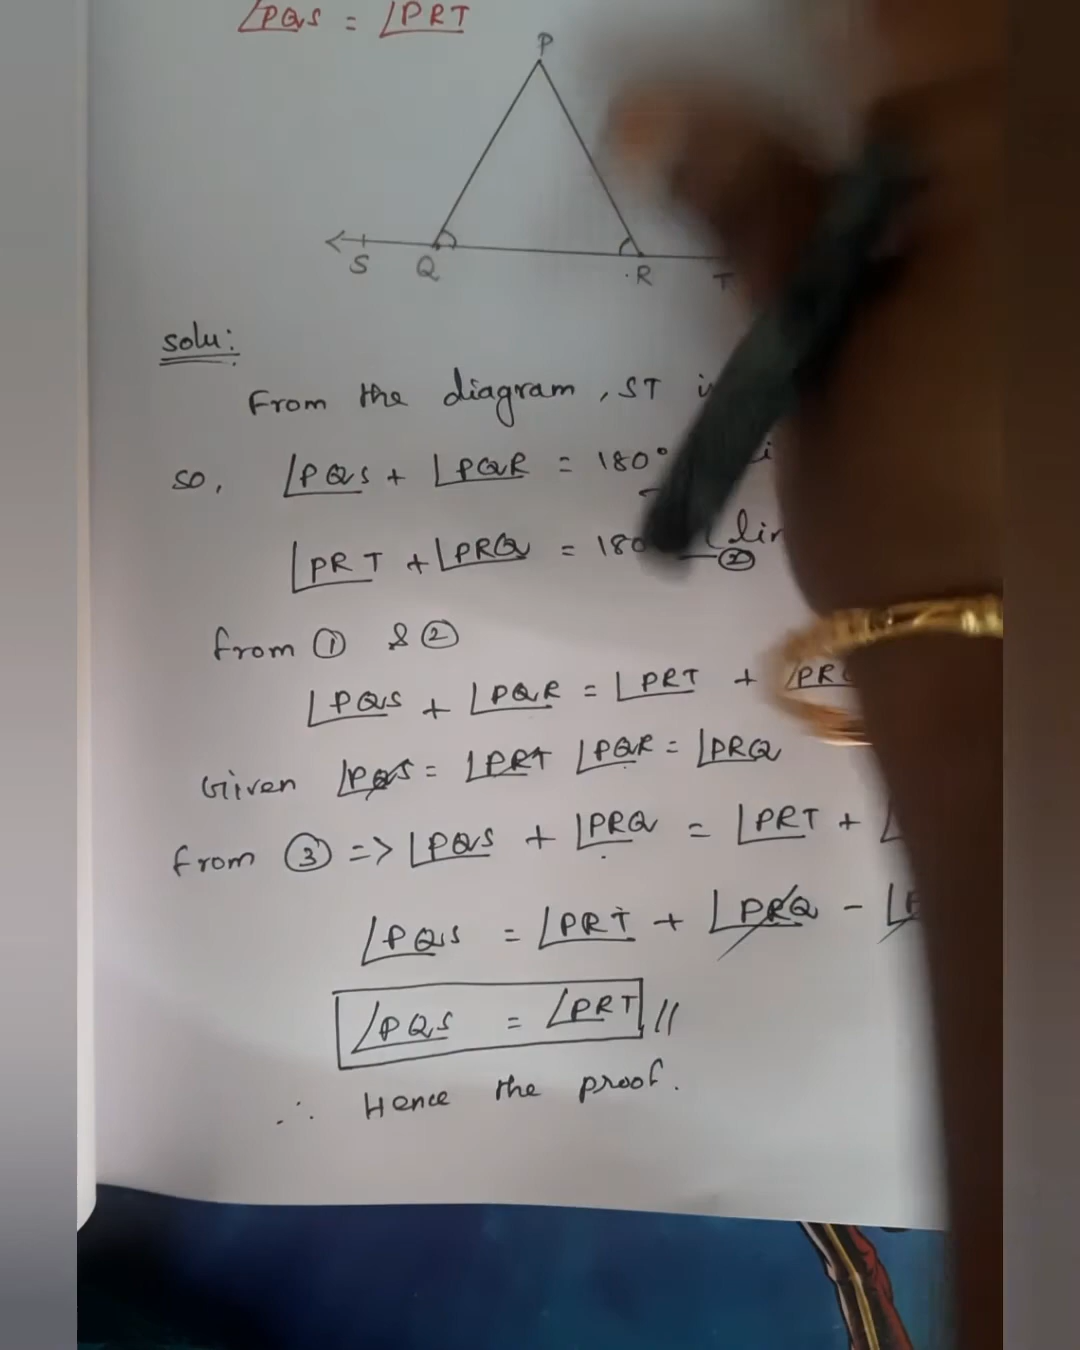 ∠PQS = ∠PRT
P
S Q R T
Solu:
From the diagram, ST
so, ∠PQS + ∠PQR = 180°
∠PRT + ∠PRQ = 180 ②
from ① & ②
∠PQS + ∠PQR = ∠PRT + ∠PRQ
Given ∠PQS = ∠PRT ∠PQR = ∠PRQ
from ③ => ∠PQS + ∠PRQ = ∠PRT +
∠PQS = ∠PRT + ∠PRQ -
∠PQS = ∠PRT //
∴ Hence the proof.